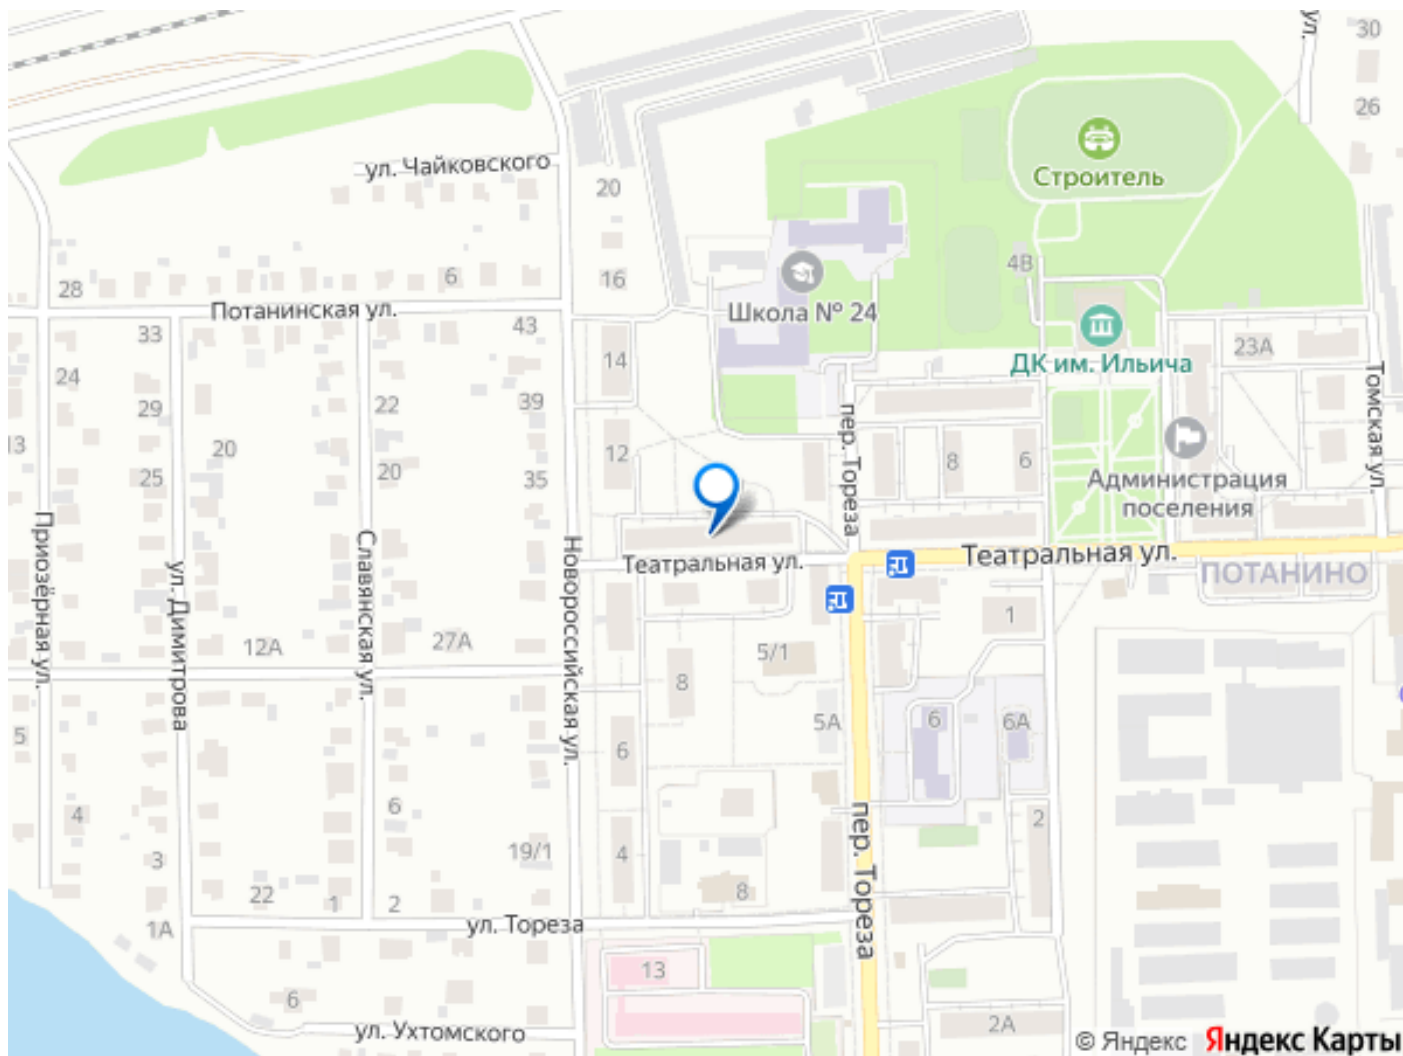 ул.
30
26
ул. Чайковского
20
Строитель
4В
6
16
28
Потанинская ул.
Школа № 24
43
33
ДК им. Ильича
23А
14
24
29
22
39
Томская ул.
пер. Тореза
13
20
12
8
6
25
20
35
Администрация
поселения
Приозёрная ул.
ул. Димитрова
Славянская ул.
Новороссийская ул.
Театральная ул.
Театральная ул.
ПОТАНИНО
1
12А
27А
5/1
8
5
6
5А
6
6А
4
6
2
пер. Тореза
3
19/1
4
22
1
2
8
1А
ул. Тореза
13
6
ул. Ухтомского
2А
© Яндекс Яндекс Карты